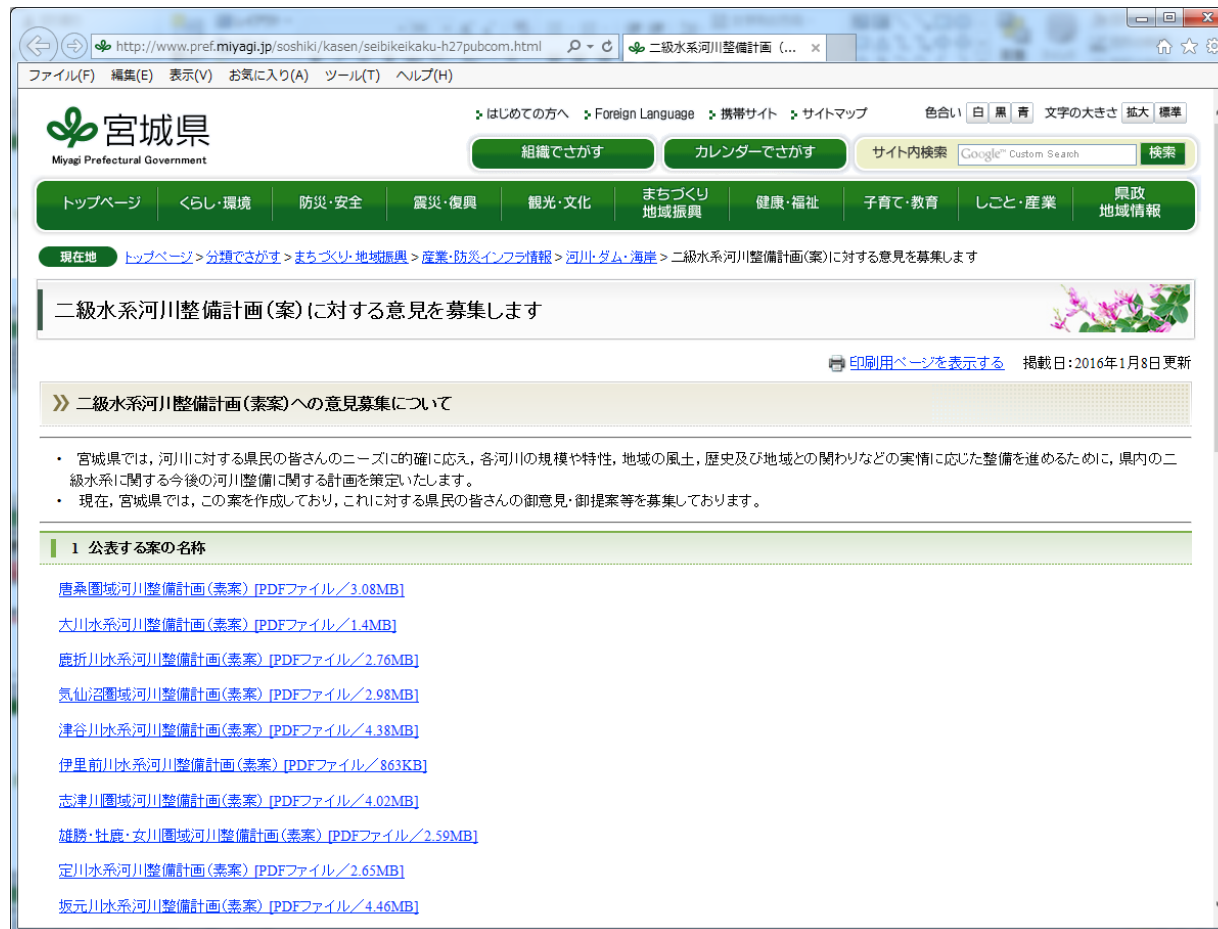 http://www.pref.miyagi.jp/soshiki/kasen/seibikeikaku-h27pubcom.html
二級水系河川整備計画（... ×
ファイル(F) 編集(E) 表示(V) お気に入り(A) ツール(T) ヘルプ(H)
はじめての方へ Foreign Language 携帯サイト サイトマップ 色合い 白 黒 青 文字の大きさ 拡大 標準
宮城県
Miyagi Prefectural Government
組織でさがす カレンダーでさがす サイト内検索 Google™ Custom Search 検索
トップページ くらし・環境 防災・安全 震災・復興 観光・文化 まちづくり 地域振興 健康・福祉 子育て・教育 しごと・産業 県政 地域情報
現在地 トップページ > 分類でさがす > まちづくり・地域振興 > 産業・防災インフラ情報 > 河川・ダム・海岸 > 二級水系河川整備計画(案)に対する意見を募集します
二級水系河川整備計画(案)に対する意見を募集します
印刷用ページを表示する 掲載日：2016年1月8日更新
二級水系河川整備計画(素案)への意見募集について
・ 宮城県では，河川に対する県民の皆さんのニーズに的確に応え，各河川の規模や特性，地域の風土，歴史及び地域との関わりなどの実情に応じた整備を進めるために，県内の二
級水系に関する今後の河川整備に関する計画を策定いたします。
・ 現在，宮城県では，この案を作成しており，これに対する県民の皆さんの御意見・御提案等を募集しております。
1 公表する案の名称
唐桑圏域河川整備計画(素案) [PDFファイル／3.08MB]
大川水系河川整備計画(素案) [PDFファイル／1.4MB]
鹿折川水系河川整備計画(素案) [PDFファイル／2.76MB]
気仙沼圏域河川整備計画(素案) [PDFファイル／2.98MB]
津谷川水系河川整備計画(素案) [PDFファイル／4.38MB]
伊里前川水系河川整備計画(素案) [PDFファイル／863KB]
志津川圏域河川整備計画(素案) [PDFファイル／4.02MB]
雄勝・牡鹿・女川圏域河川整備計画(素案) [PDFファイル／2.59MB]
定川水系河川整備計画(素案) [PDFファイル／2.65MB]
坂元川水系河川整備計画(素案) [PDFファイル／4.46MB]